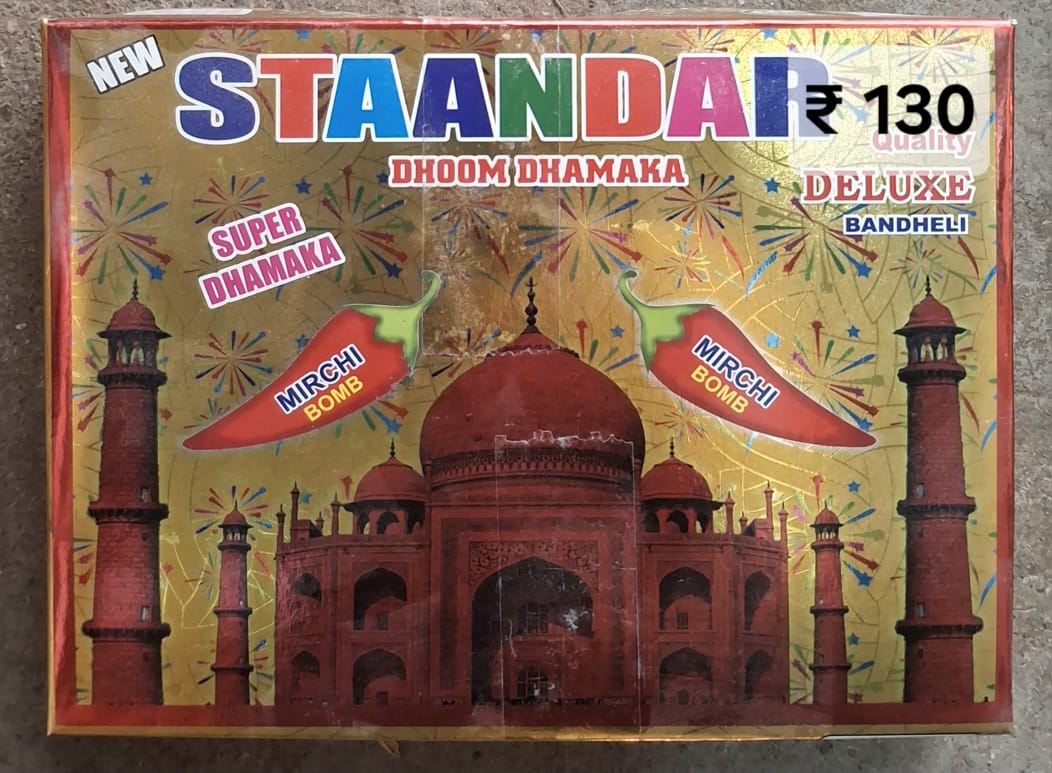 NEW
STAANDAR
₹ 130
Quality
DHOOM DHAMAKA
DELUXE
BANDHELI
SUPER
DHAMAKA
MIRCHI
BOMB
MIRCHI
BOMB